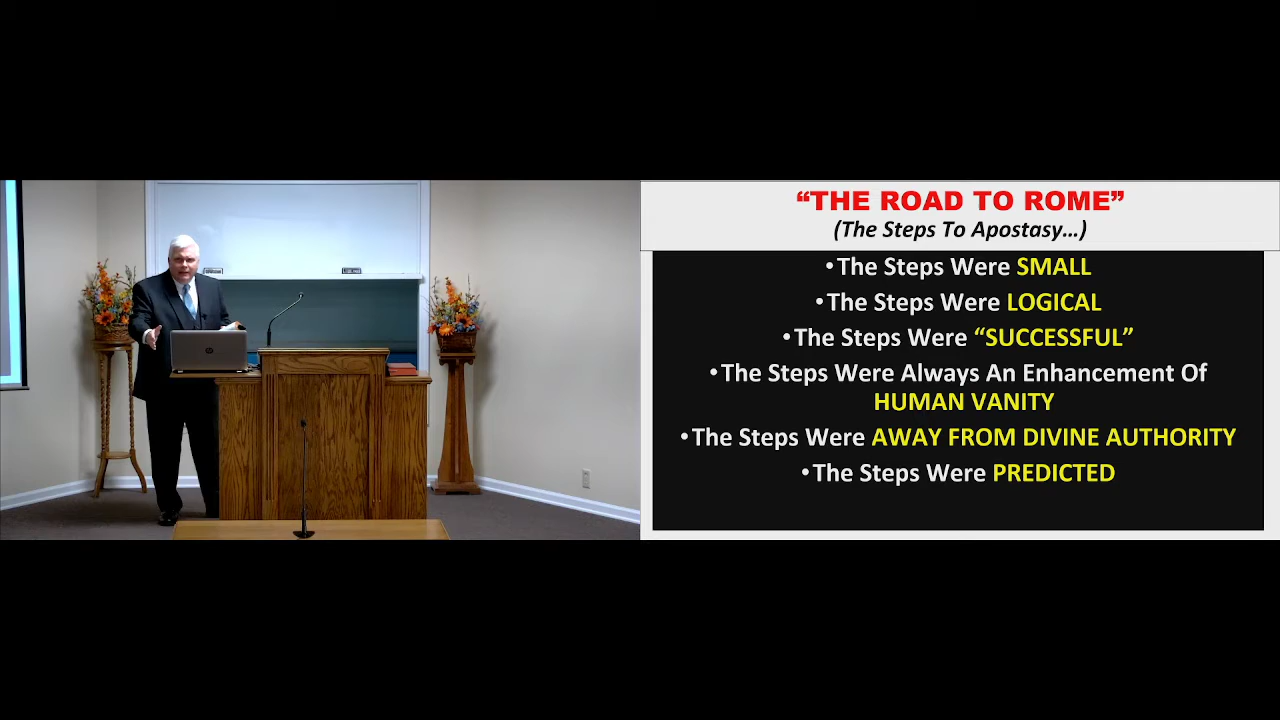 “THE ROAD TO ROME”
(The Steps To Apostasy…)
•The Steps Were SMALL
•The Steps Were LOGICAL
•The Steps Were “SUCCESSFUL”
•The Steps Were Always An Enhancement Of
HUMAN VANITY
•The Steps Were AWAY FROM DIVINE AUTHORITY
•The Steps Were PREDICTED